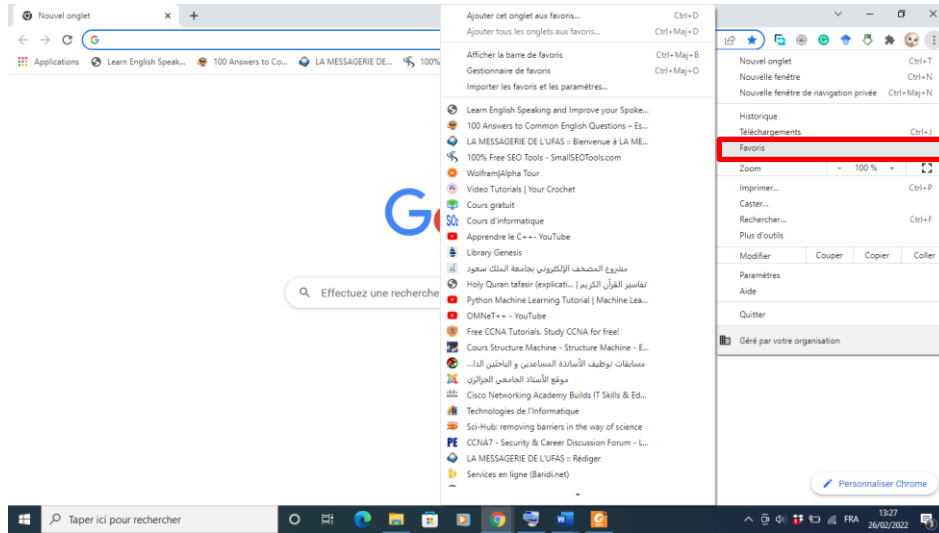 Nouvel onglet
G
Applications
Learn English Speak...
100 Answers to Co...
LA MESSAGERIE DE...
100%
Ajouter cet onglet aux favoris... Ctrl+D
Ajouter tous les onglets aux favoris... Ctrl+Maj+D
Afficher la barre de favoris Ctrl+Maj+B
Gestionnaire de favoris Ctrl+Maj+O
Importer les favoris et les paramètres...
Learn English Speaking and Improve your Spoke...
100 Answers to Common English Questions – Es...
LA MESSAGERIE DE L'UFAS :: Bienvenue à LA ME...
100% Free SEO Tools - SmallSEOTools.com
Wolfram|Alpha Tour
Video Tutorials | Your Crochet
Cours gratuit
SO₂ Cours d'informatique
Apprendre le C++- YouTube
Library Genesis
مشروع المصحف الإلكتروني بجامعة الملك سعود
تفاسير القرآن الكريم | ...Holy Quran tafasir (explicati
Python Machine Learning Tutorial | Machine Lea...
OMNeT++ - YouTube
Free CCNA Tutorials. Study CCNA for free!
Cours Structure Machine - Structure Machine - E...
مسابقات توظيف الأساتذة المساعدين و الباحثين الدا...
موقع الأستاذ الجامعي الجزائري
Cisco Networking Academy Builds IT Skills & Ed...
Technologies de l'Informatique
Sci-Hub: removing barriers in the way of science
PE CCNA7 - Security & Career Discussion Forum - L...
LA MESSAGERIE DE L'UFAS :: Rédiger
Services en ligne (Baridi.net)
Nouvel onglet Ctrl+T
Nouvelle fenêtre Ctrl+N
Nouvelle fenêtre de navigation privée Ctrl+Maj+N
Historique
Téléchargements Ctrl+J
Favoris
Zoom - 100 % +
Imprimer... Ctrl+P
Caster...
Rechercher... Ctrl+F
Plus d'outils
Modifier Couper Copier Coller
Paramètres
Aide
Quitter
Géré par votre organisation
Go
Effectuez une recherche
Personnaliser Chrome
Taper ici pour rechercher
FRA
13:27
26/02/2022
3